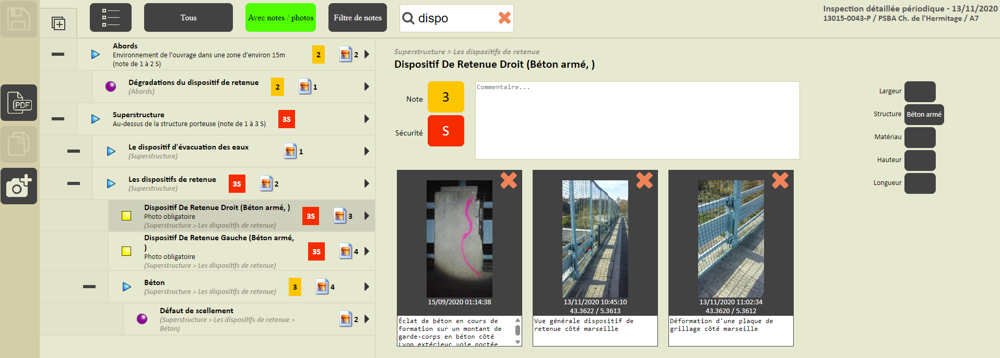 Tous
Avec notes / photos
Filtre de notes
dispo
Inspection détaillée périodique - 13/11/2020
13015-0043-P / PSBA Ch. de l'Hermitage / A7
PDF
Abords
Environnement de l'ouvrage dans une zone d'environ 15m
(note de 1 à 2 S)
2
2
Dégradations du dispositif de retenue
(Abords)
2
1
Superstructure
Au-dessus de la structure porteuse (note de 1 à 3 S)
3S
Le dispositif d'évacuation des eaux
(Superstructure)
1
Les dispositifs de retenue
(Superstructure)
3S
2
Dispositif De Retenue Droit (Béton armé, )
Photo obligatoire
(Superstructure > Les dispositifs de retenue)
3S
3
Dispositif De Retenue Gauche (Béton armé,
)
Photo obligatoire
(Superstructure > Les dispositifs de retenue)
3S
4
Béton
(Superstructure > Les dispositifs de retenue)
3
4
Défaut de scellement
(Superstructure > Les dispositifs de retenue >
Béton)
2
Superstructure > Les dispositifs de retenue
Dispositif De Retenue Droit (Béton armé, )
Note
3
Sécurité
S
Commentaire...
Largeur
Structure
Béton armé
Matériau
Hauteur
Longueur
15/09/2020 01:14:38
Éclat de béton en cours de
formation sur un montant de
garde-corps en béton côté
Lyon extérieur voie portée
13/11/2020 10:45:10
43.3622 / 5.3613
Vue générale dispositif de
retenue côté marseille
13/11/2020 11:02:34
43.3620 / 5.3612
Déformation d'une plaque de
grillage côté marseille